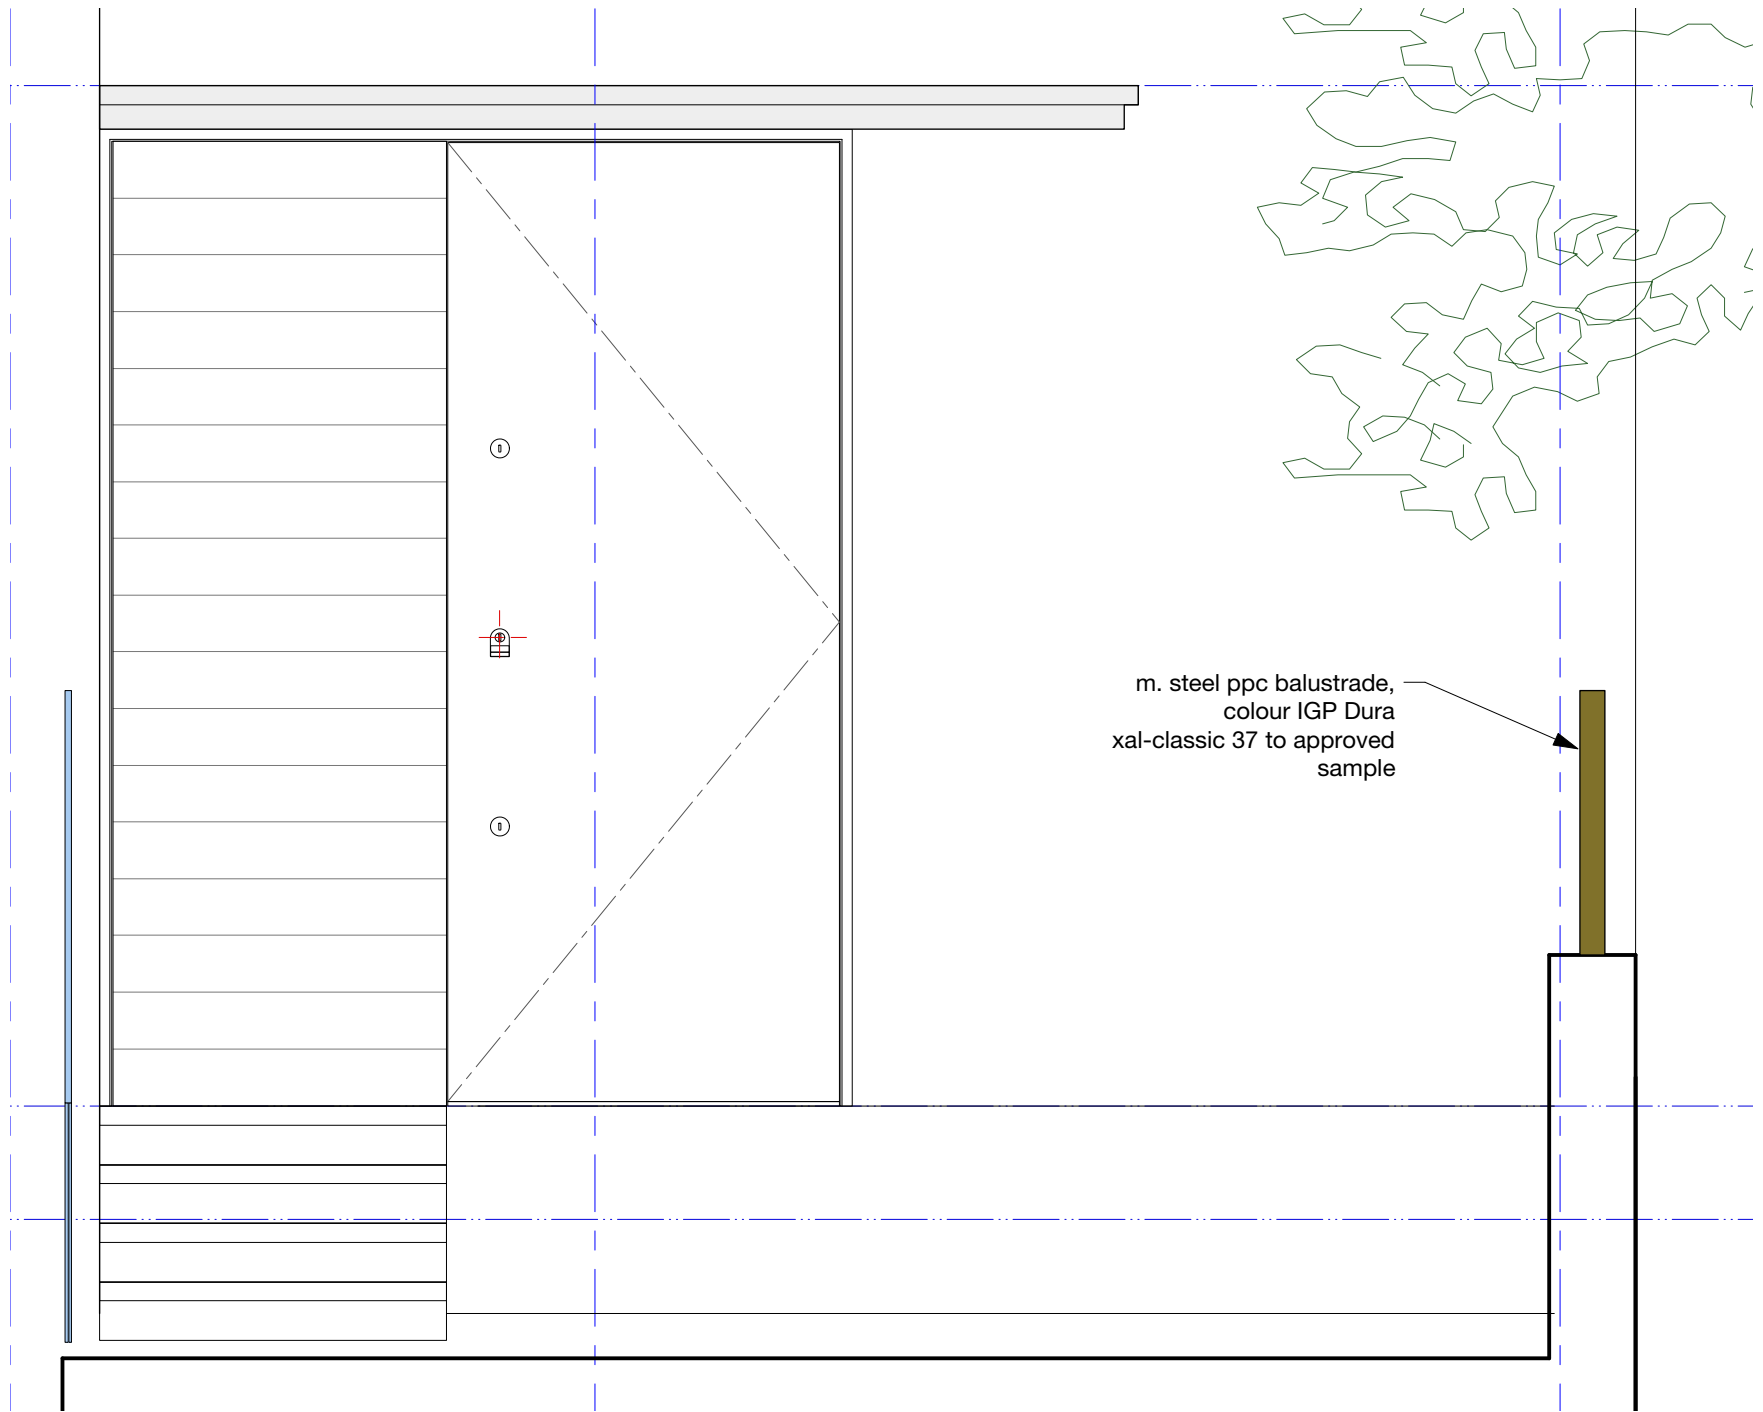 m. steel ppc balustrade,
colour IGP Dura
xal-classic 37 to approved
sample